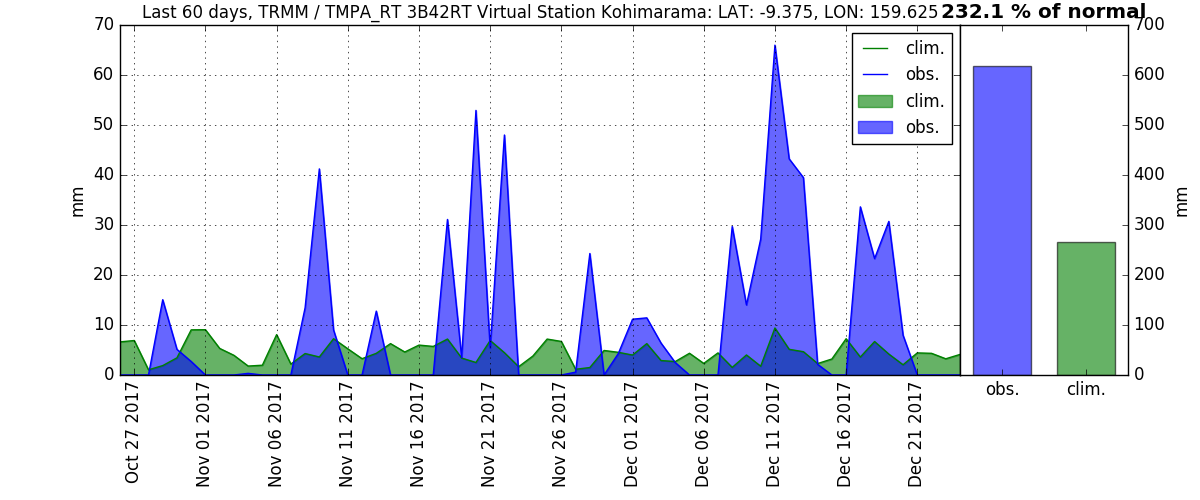 Last 60 days, TRMM / TMPA_RT 3B42RT Virtual Station Kohimarama: LAT: -9.375, LON: 159.625 232.1 % of normal
70
60
50
40
30
20
10
0
mm
clim.
obs.
clim.
obs.
Oct 27 2017
Nov 01 2017
Nov 06 2017
Nov 11 2017
Nov 16 2017
Nov 21 2017
Nov 26 2017
Dec 01 2017
Dec 06 2017
Dec 11 2017
Dec 16 2017
Dec 21 2017
700
600
500
400
300
200
100
0
mm
obs. clim.